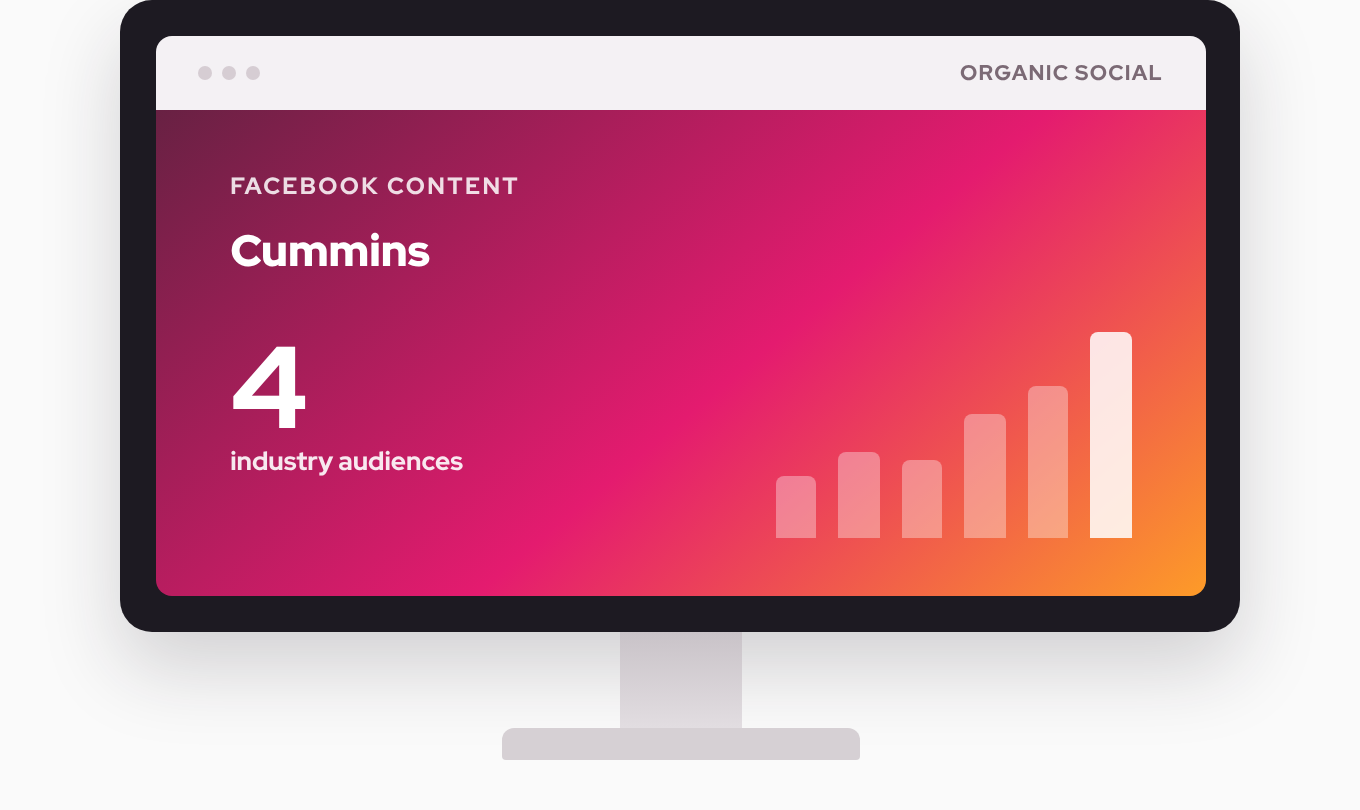 ORGANIC SOCIAL
FACEBOOK CONTENT
Cummins
4
industry audiences